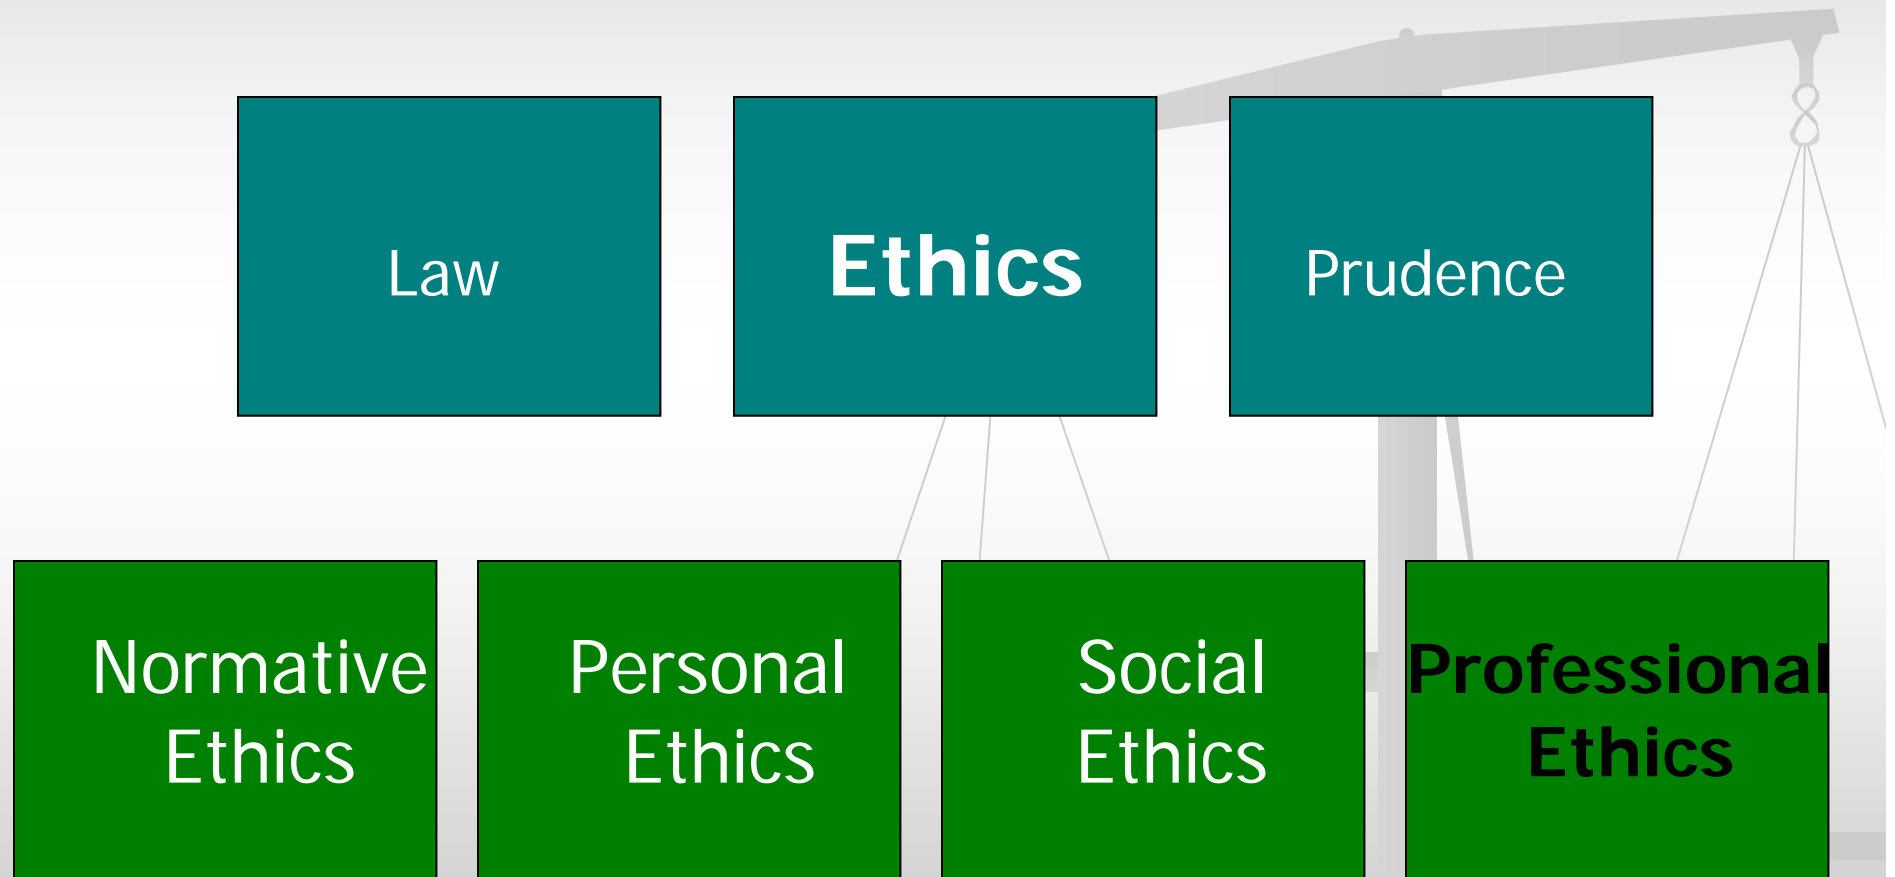 Law
Ethics
Prudence
Normative
Ethics
Personal
Ethics
Social
Ethics
Professional
Ethics